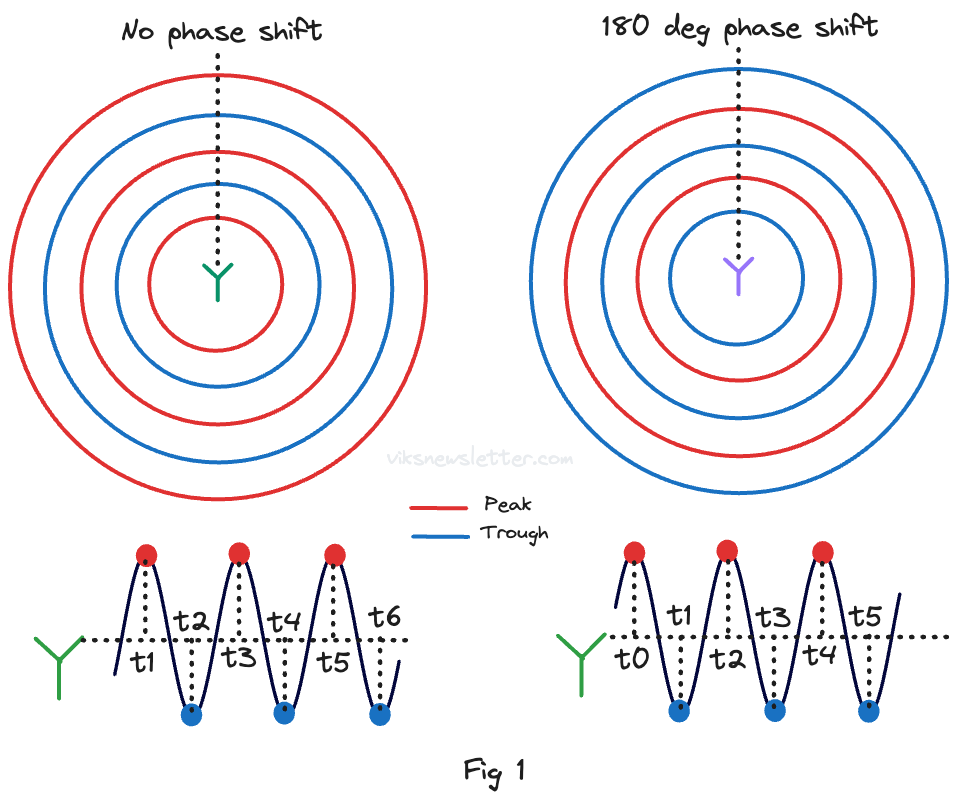 No phase shift
180 deg phase shift
viksnewsletter.com
Peak
Trough
t1
t2
t3
t4
t5
t6
t0
t1
t2
t3
t4
t5
Fig 1